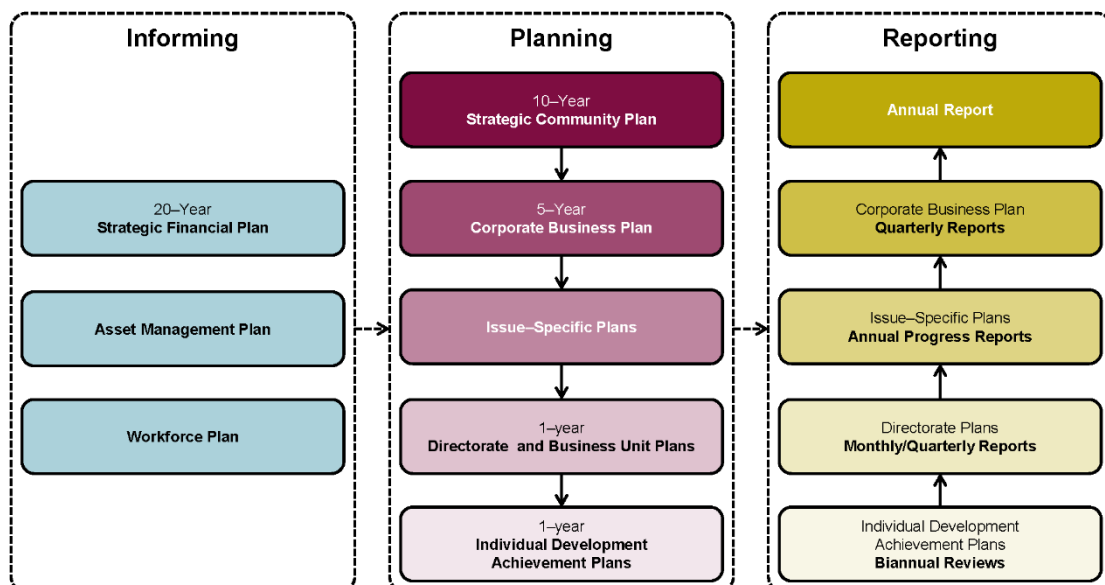 Informing
20–Year
Strategic Financial Plan
Asset Management Plan
Workforce Plan
Planning
10–Year
Strategic Community Plan
5–Year
Corporate Business Plan
Issue–Specific Plans
1–year
Directorate and Business Unit Plans
1–year
Individual Development
Achievement Plans
Reporting
Annual Report
Corporate Business Plan
Quarterly Reports
Issue–Specific Plans
Annual Progress Reports
Directorate Plans
Monthly/Quarterly Reports
Individual Development
Achievement Plans
Biannual Reviews